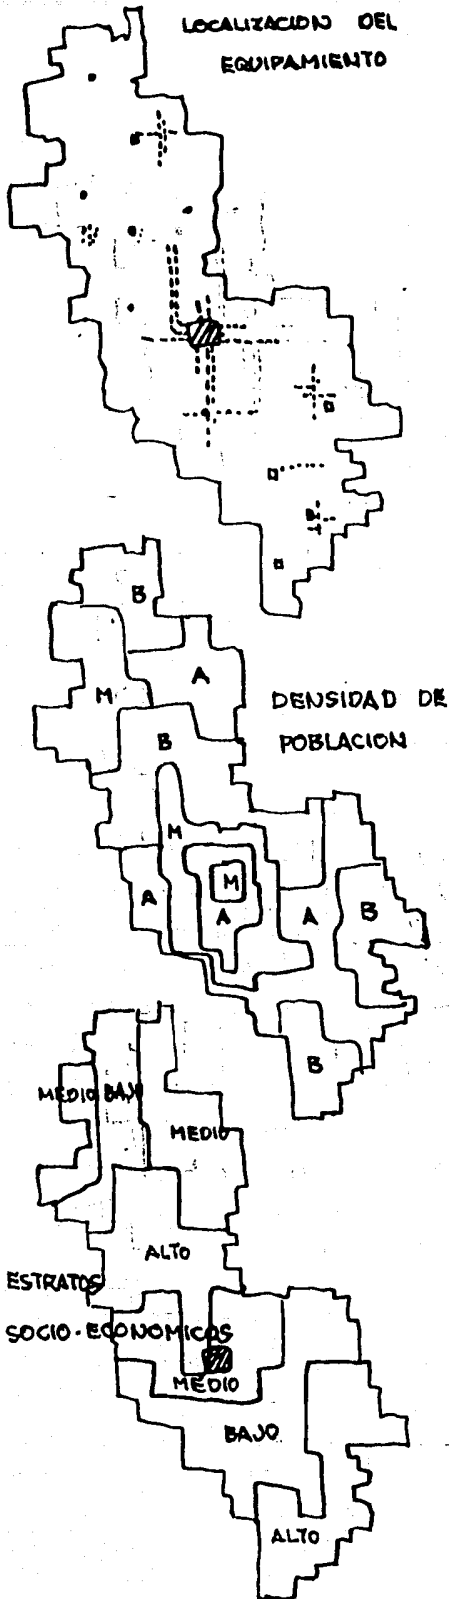 LOCALIZACION DEL
EQUIPAMIENTO
B
A
M
DENSIDAD DE
POBLACION
B
M
M
A
A
A
B
B
MEDIO BAJO
MEDIO
ALTO
ESTRATOS
SOCIO-ECONOMICOS
MEDIO
BAJO
ALTO